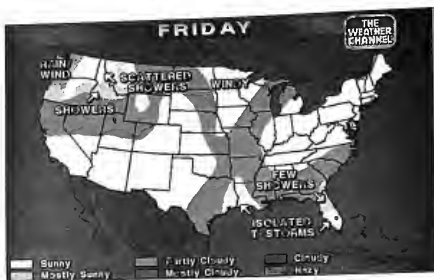 FRIDAY
THE
WEATHER
CHANNEL
RAIN
WIND
SCATTERED
SHOWERS
WINDY
SHOWERS
FEW
SHOWERS
ISOLATED
T-STORMS
Sunny
Partly Cloudy
Cloudy
Mostly Sunny
Mostly Cloudy
Hazy